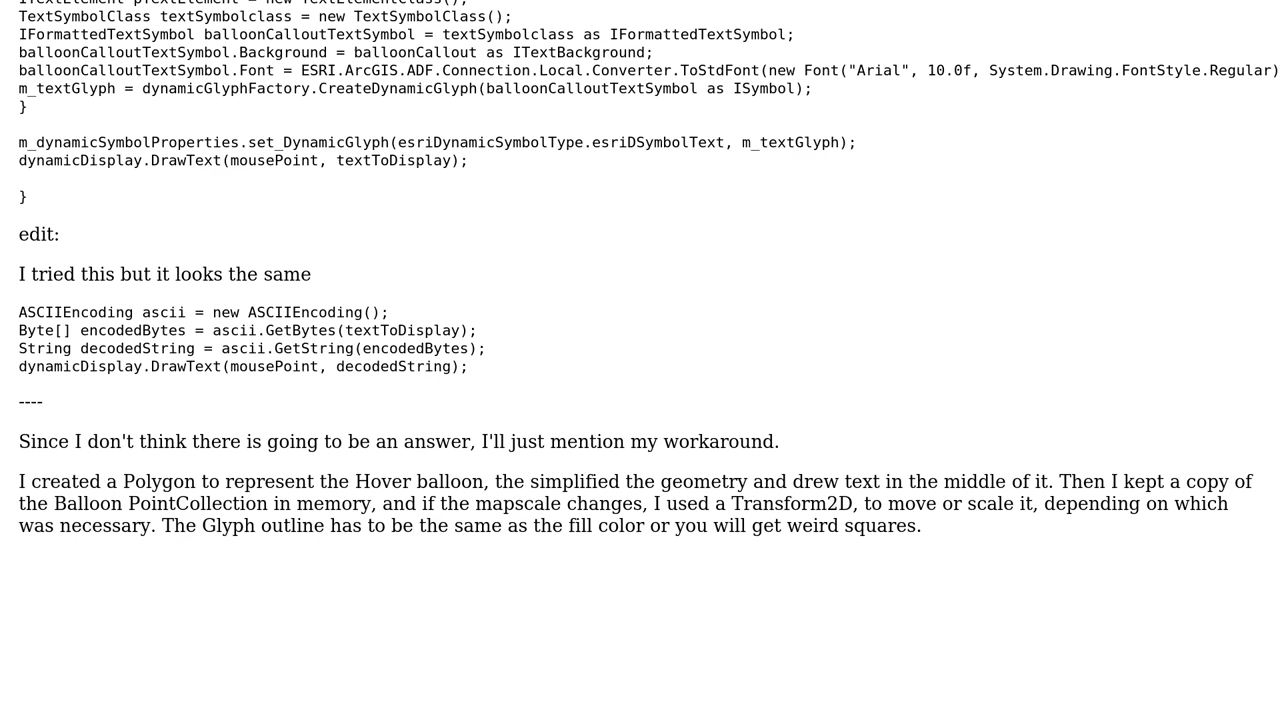 ITextElement pTextElement = new TextElementClass();
TextSymbolClass textSymbolclass = new TextSymbolClass();
IFormattedTextSymbol balloonCalloutTextSymbol = textSymbolclass as IFormattedTextSymbol;
balloonCalloutTextSymbol.Background = balloonCallout as ITextBackground;
balloonCalloutTextSymbol.Font = ESRI.ArcGIS.ADF.Connection.Local.Converter.ToStdFont(new Font("Arial", 10.0f, System.Drawing.FontStyle.Regular)
m_textGlyph = dynamicGlyphFactory.CreateDynamicGlyph(balloonCalloutTextSymbol as ISymbol);
}
m_dynamicSymbolProperties.set_DynamicGlyph(esriDynamicSymbolType.esriDSymbolText, m_textGlyph);
dynamicDisplay.DrawText(mousePoint, textToDisplay);
}
edit:
I tried this but it looks the same
ASCIIEncoding ascii = new ASCIIEncoding();
Byte[] encodedBytes = ascii.GetBytes(textToDisplay);
String decodedString = ascii.GetString(encodedBytes);
dynamicDisplay.DrawText(mousePoint, decodedString);
----
Since I don't think there is going to be an answer, I'll just mention my workaround.
I created a Polygon to represent the Hover balloon, the simplified the geometry and drew text in the middle of it. Then I kept a copy of
the Balloon PointCollection in memory, and if the mapscale changes, I used a Transform2D, to move or scale it, depending on which
was necessary. The Glyph outline has to be the same as the fill color or you will get weird squares.